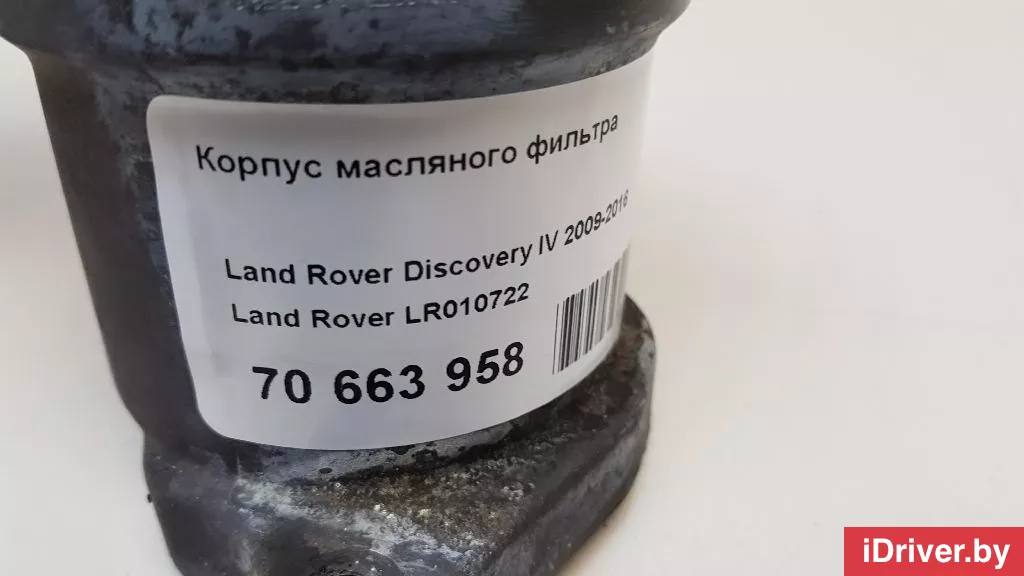 Корпус масляного фильтра
Land Rover Discovery IV 2009-2016
Land Rover LR010722
70 663 958
iDriver.by